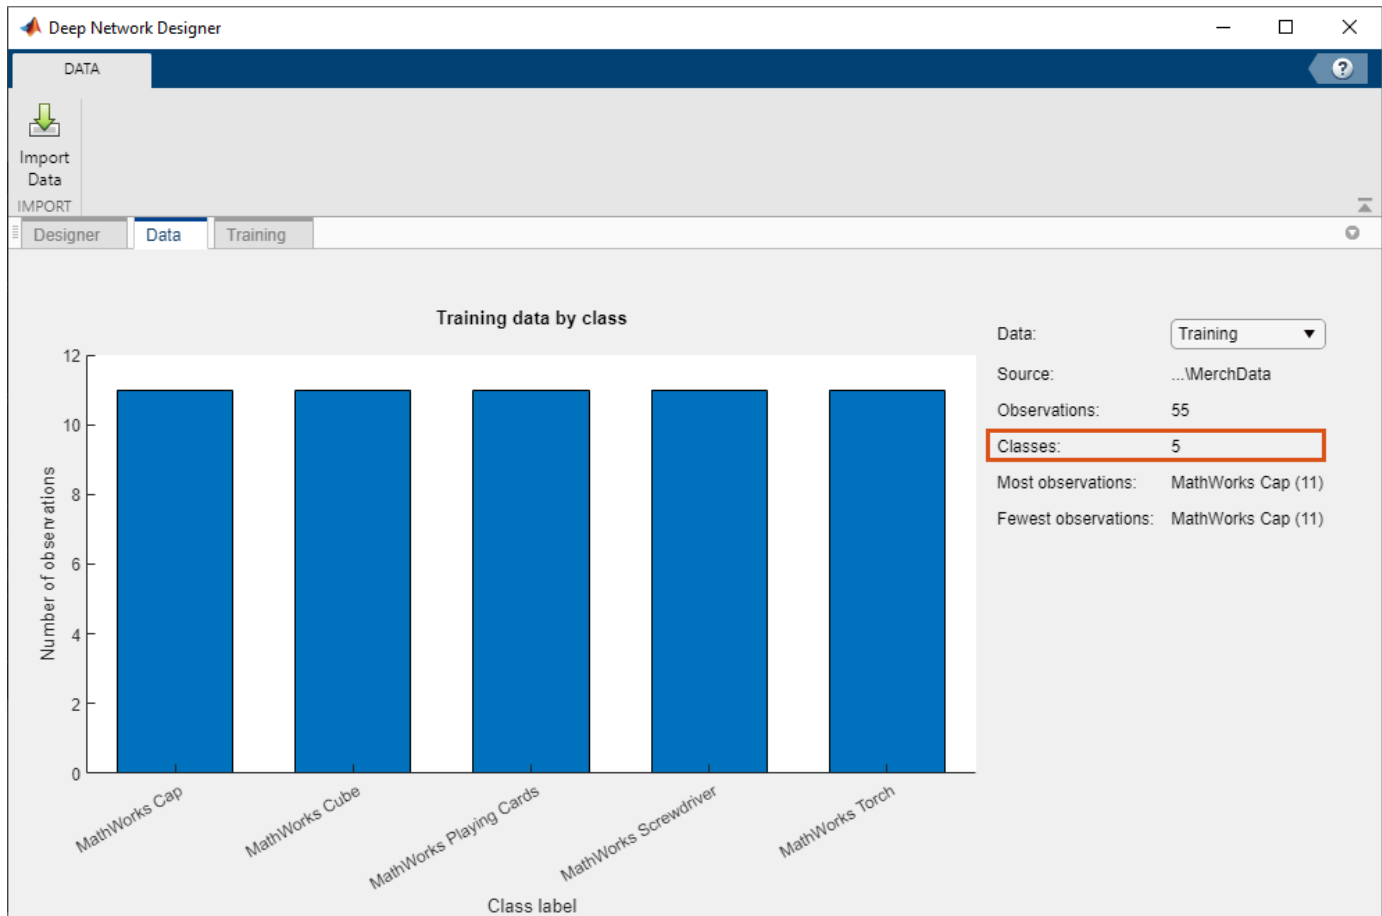 Deep Network Designer
DATA
?
Import
Data
IMPORT
Designer
Data
Training
Training data by class
12
10
8
6
4
2
0
Number of observations
MathWorks Cap
MathWorks Cube
MathWorks Playing Cards
MathWorks Screwdriver
MathWorks Torch
Class label
Data: Training
Source: ...\MerchData
Observations: 55
Classes: 5
Most observations: MathWorks Cap (11)
Fewest observations: MathWorks Cap (11)